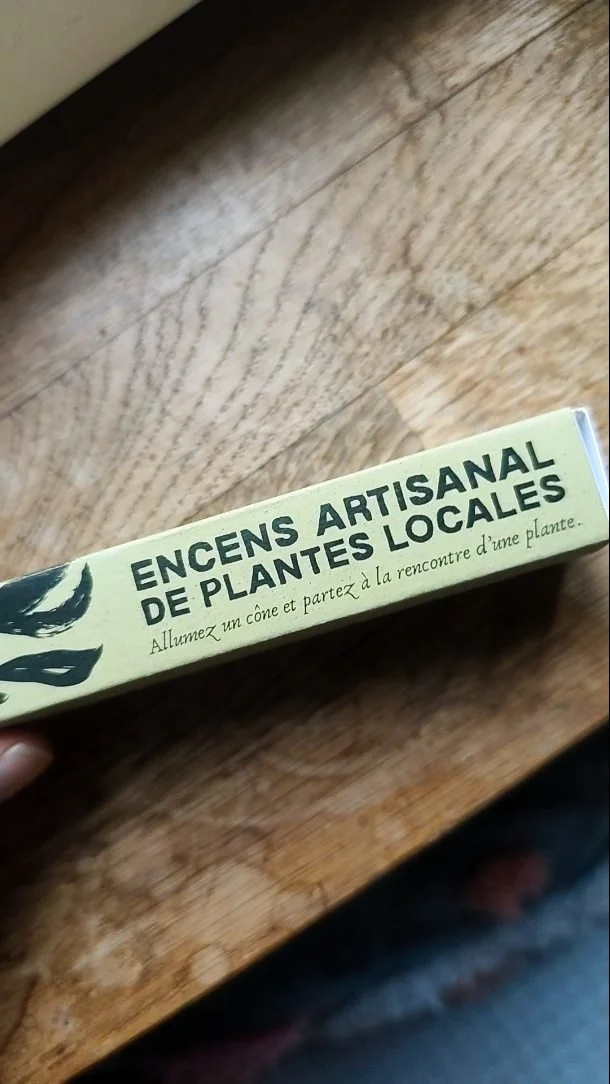 ENCENS ARTISANAL
DE PLANTES LOCALES
Allumez un cône et partez à la rencontre d'une plante.